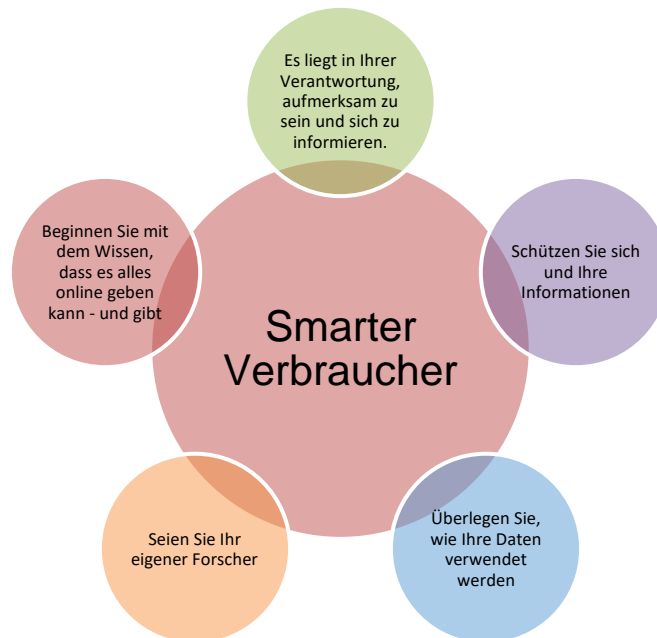 Es liegt in Ihrer
Verantwortung,
aufmerksam zu
sein und sich zu
informieren.
Beginnen Sie mit
dem Wissen,
dass es alles
online geben
kann - und gibt
Schützen Sie sich
und Ihre
Informationen
Smarter
Verbraucher
Seien Sie Ihr
eigener Forscher
Überlegen Sie,
wie Ihre Daten
verwendet
werden